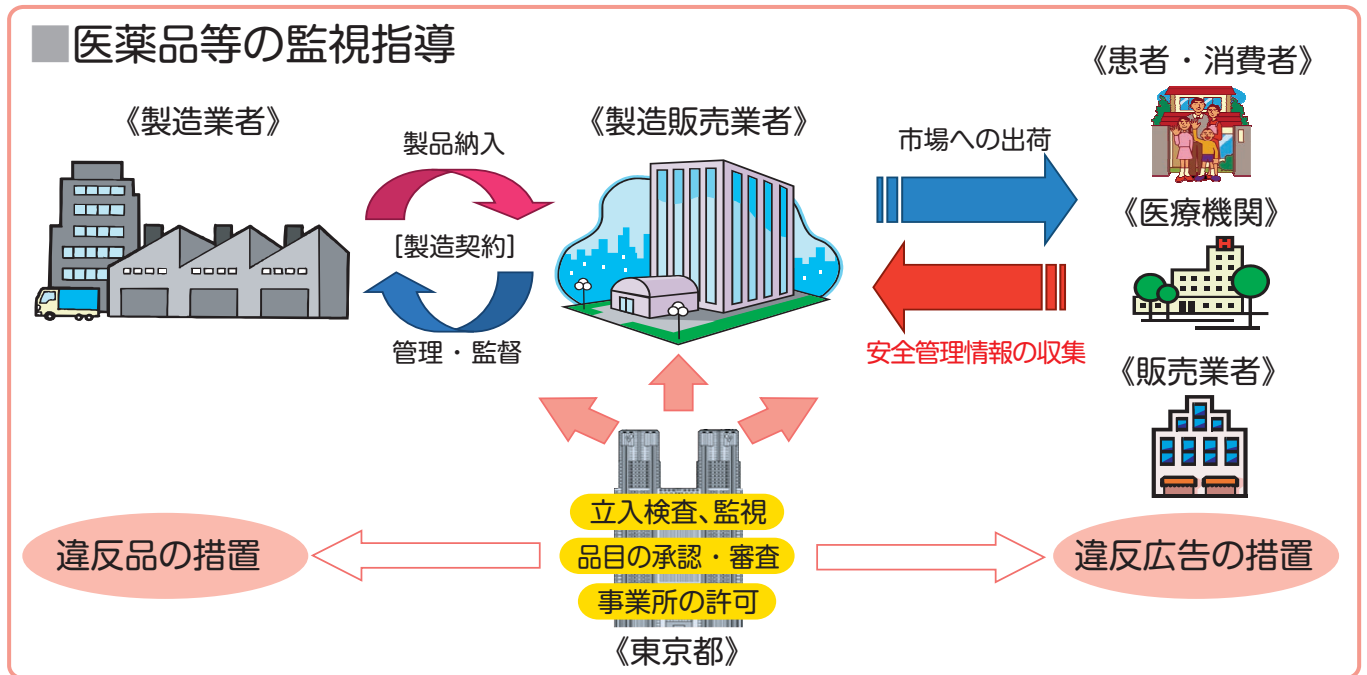 ■医薬品等の監視指導
《製造業者》
製品納入
[製造契約]
管理・監督
《製造販売業者》
市場への出荷
安全管理情報の収集
《患者・消費者》
《医療機関》
H
《販売業者》
違反品の措置
立入検査、監視
品目の承認・審査
事業所の許可
《東京都》
違反広告の措置